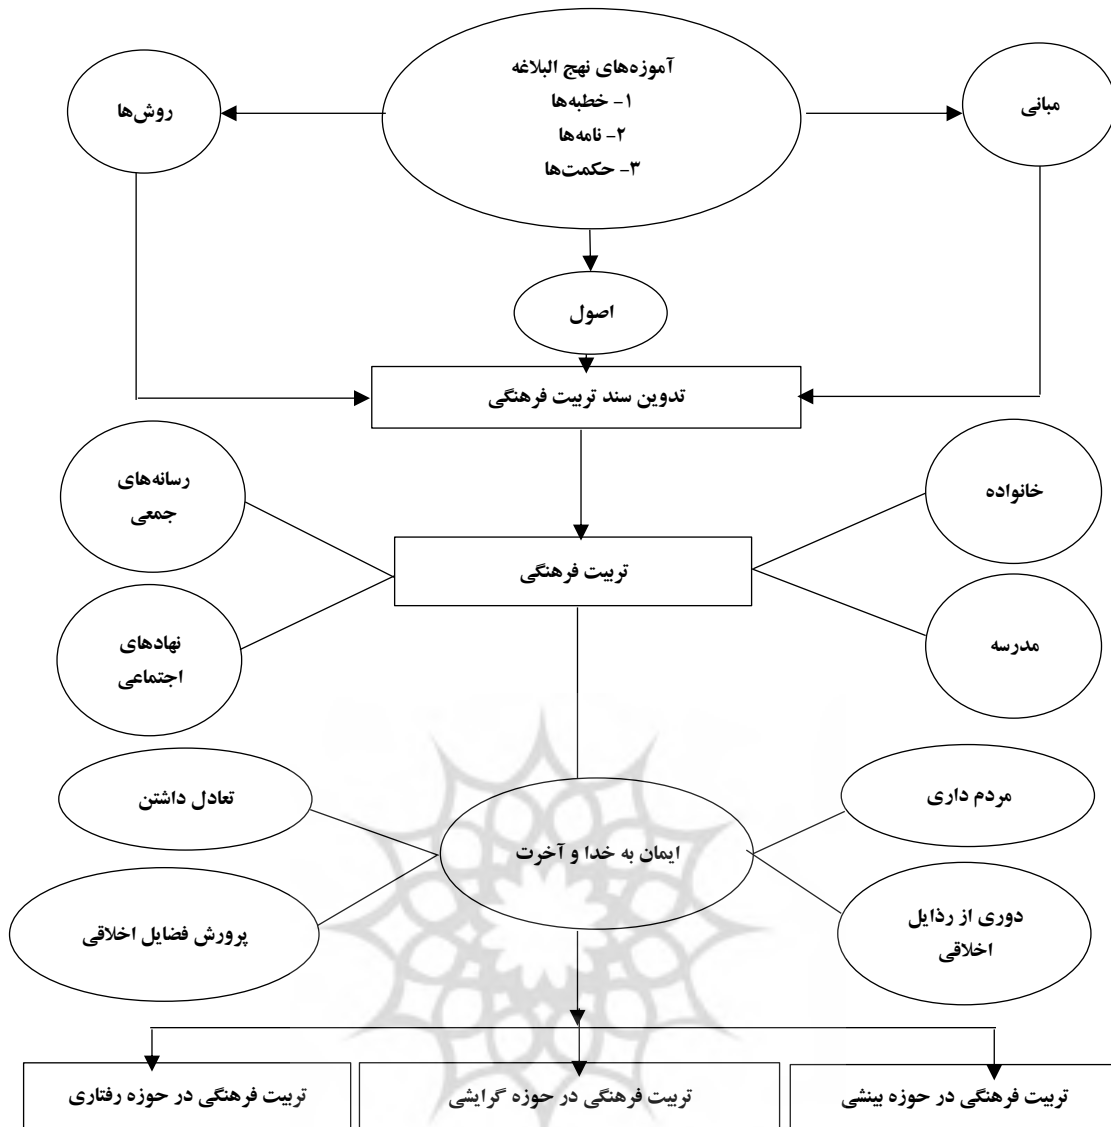 آموزه‌های نهج البلاغه
۱- خطبه‌ها
۲- نامه‌ها
۳- حکمت‌ها
مبانی
روش‌ها
اصول
تدوین سند تربیت فرهنگی
خانواده
رسانه‌های
جمعی
تربیت فرهنگی
مدرسه
نهادهای
اجتماعی
مردم داری
تعادل داشتن
ایمان به خدا و آخرت
دوری از رذایل
اخلاقی
پرورش فضایل اخلاقی
تربیت فرهنگی در حوزه بینشی
تربیت فرهنگی در حوزه گرایشی
تربیت فرهنگی در حوزه رفتاری